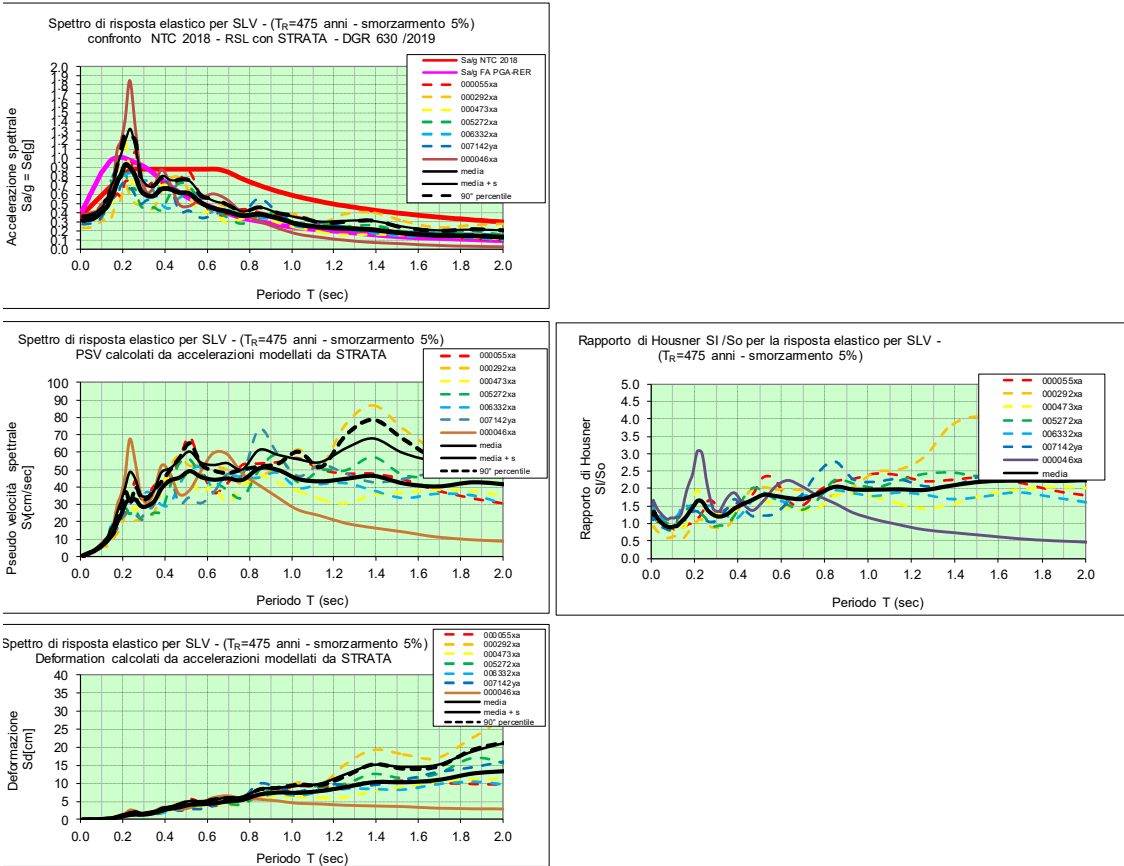 Spettro di risposta elastico per SLV - (TR=475 anni - smorzamento 5%)
confronto NTC 2018 - RSL con STRATA - DGR 630 /2019
Accelerazione spettrale
Sa/g = Se[g]
2.0
1.9
1.8
1.7
1.6
1.5
1.4
1.3
1.2
1.1
1.0
0.9
0.8
0.7
0.6
0.5
0.4
0.3
0.2
0.1
0.0
0.0 0.2 0.4 0.6 0.8 1.0 1.2 1.4 1.6 1.8 2.0
Periodo T (sec)
Sa/g NTC 2018
Sa/g FA PGA-RER
000055xa
000292xa
000473xa
005272xa
006332xa
007142ya
000046xa
media
media + s
90° percentile
Spettro di risposta elastico per SLV - (TR=475 anni - smorzamento 5%)
PSV calcolati da accelerazioni modellati da STRATA
Pseudo velocità spettrale
Sv[cm/sec]
100
90
80
70
60
50
40
30
20
10
0
0.0 0.2 0.4 0.6 0.8 1.0 1.2 1.4 1.6 1.8 2.0
Periodo T (sec)
000055xa
000292xa
000473xa
005272xa
006332xa
007142ya
000046xa
media
media + s
90° percentile
Rapporto di Housner SI /So per la risposta elastico per SLV -
(TR=475 anni - smorzamento 5%)
Rapporto di Housner
SI/So
5.0
4.5
4.0
3.5
3.0
2.5
2.0
1.5
1.0
0.5
0.0
0.0 0.2 0.4 0.6 0.8 1.0 1.2 1.4 1.6 1.8 2.0
Periodo T (sec)
000055xa
000292xa
000473xa
005272xa
006332xa
007142ya
000046xa
media
Spettro di risposta elastico per SLV - (TR=475 anni - smorzamento 5%)
Deformation calcolati da accelerazioni modellati da STRATA
Deformazione
Sd[cm]
40
35
30
25
20
15
10
5
0
0.0 0.2 0.4 0.6 0.8 1.0 1.2 1.4 1.6 1.8 2.0
Periodo T (sec)
000055xa
000292xa
000473xa
005272xa
006332xa
007142ya
000046xa
media
media + s
90° percentile